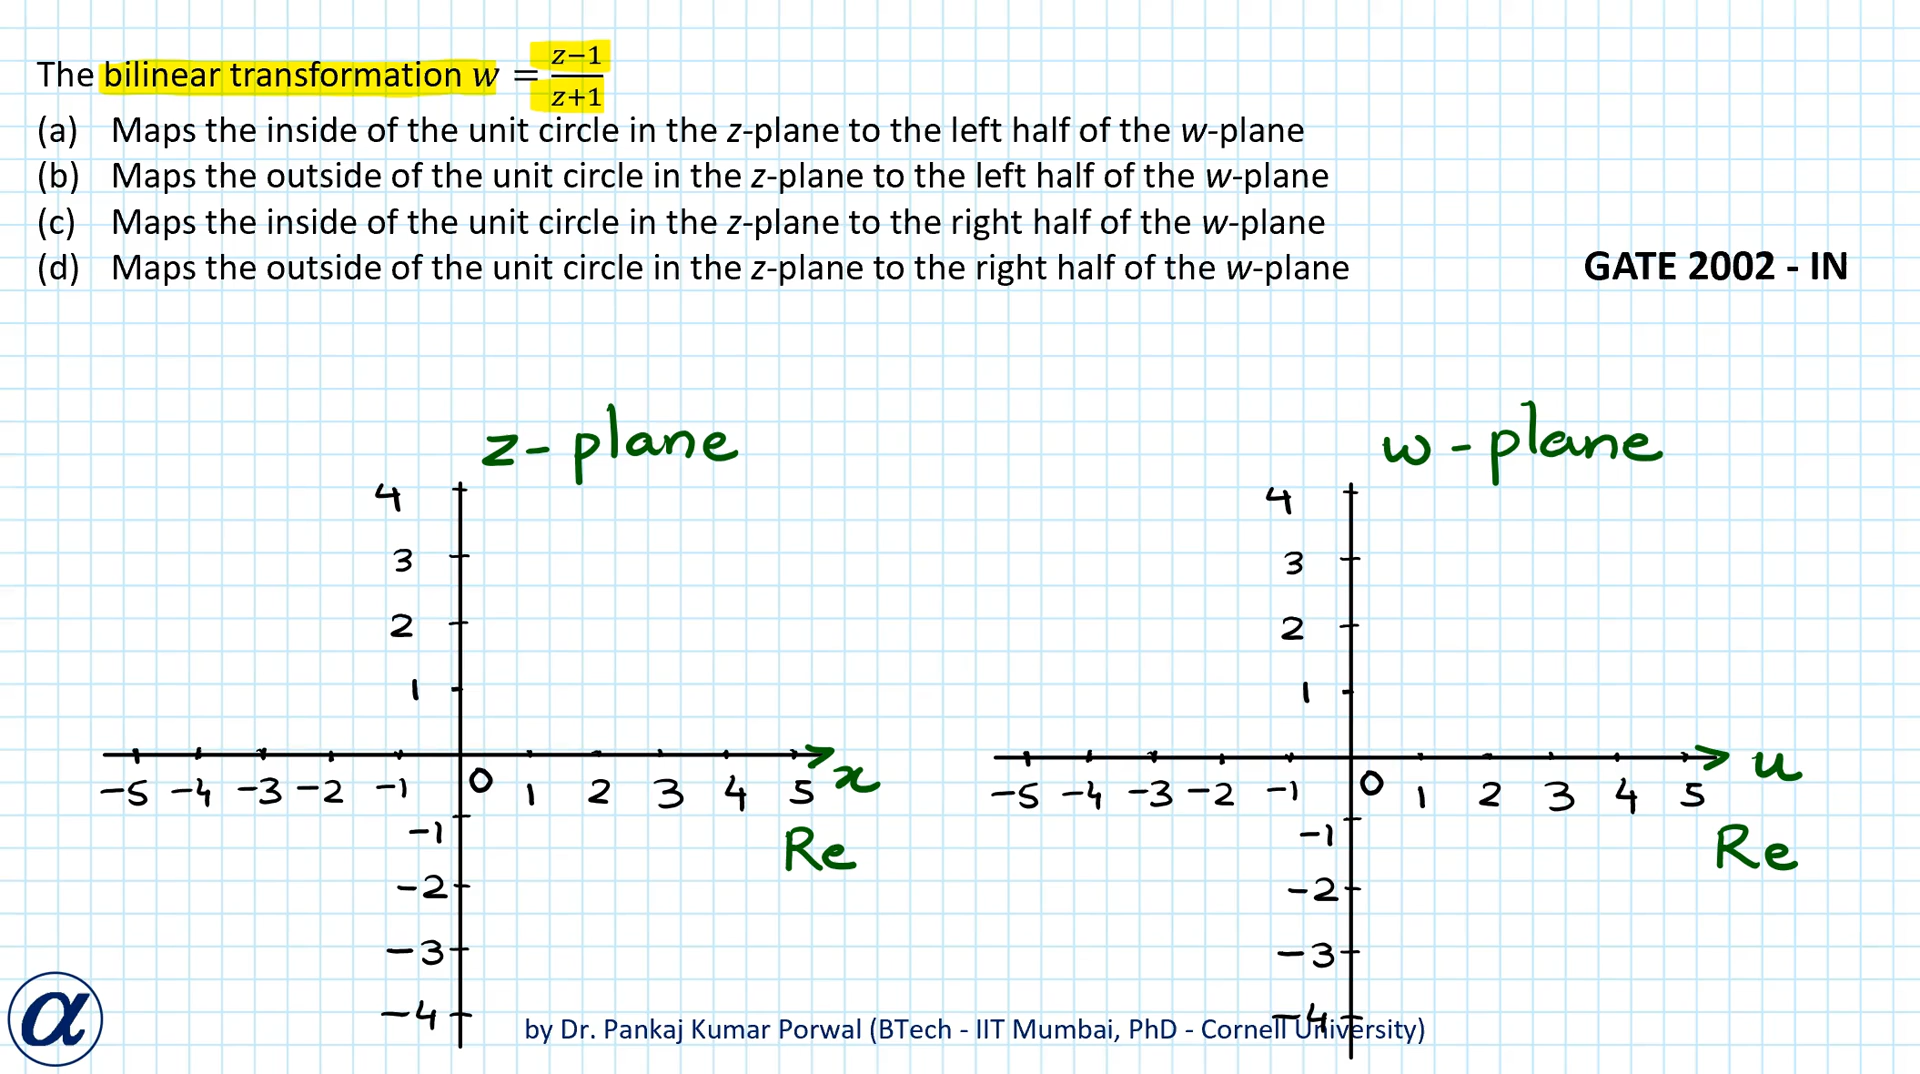 The bilinear transformation w = z−1
z+1
(a) Maps the inside of the unit circle in the z-plane to the left half of the w-plane
(b) Maps the outside of the unit circle in the z-plane to the left half of the w-plane
(c) Maps the inside of the unit circle in the z-plane to the right half of the w-plane
(d) Maps the outside of the unit circle in the z-plane to the right half of the w-plane
GATE 2002 - IN
z-plane
4
3
2
1
-5 -4 -3 -2 -1 0 1 2 3 4 5 x
Re
-1
-2
-3
-4
w-plane
4
3
2
1
-5 -4 -3 -2 -1 0 1 2 3 4 5 u
Re
-1
-2
-3
-4
α
by Dr. Pankaj Kumar Porwal (BTech - IIT Mumbai, PhD - Cornell University)